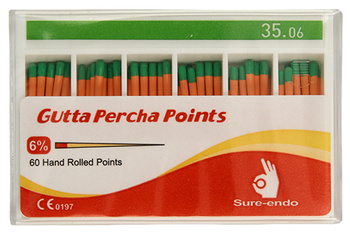 35.06
Gutta Percha Points
6%
60 Hand Rolled Points
CE 0197
Sure-endo